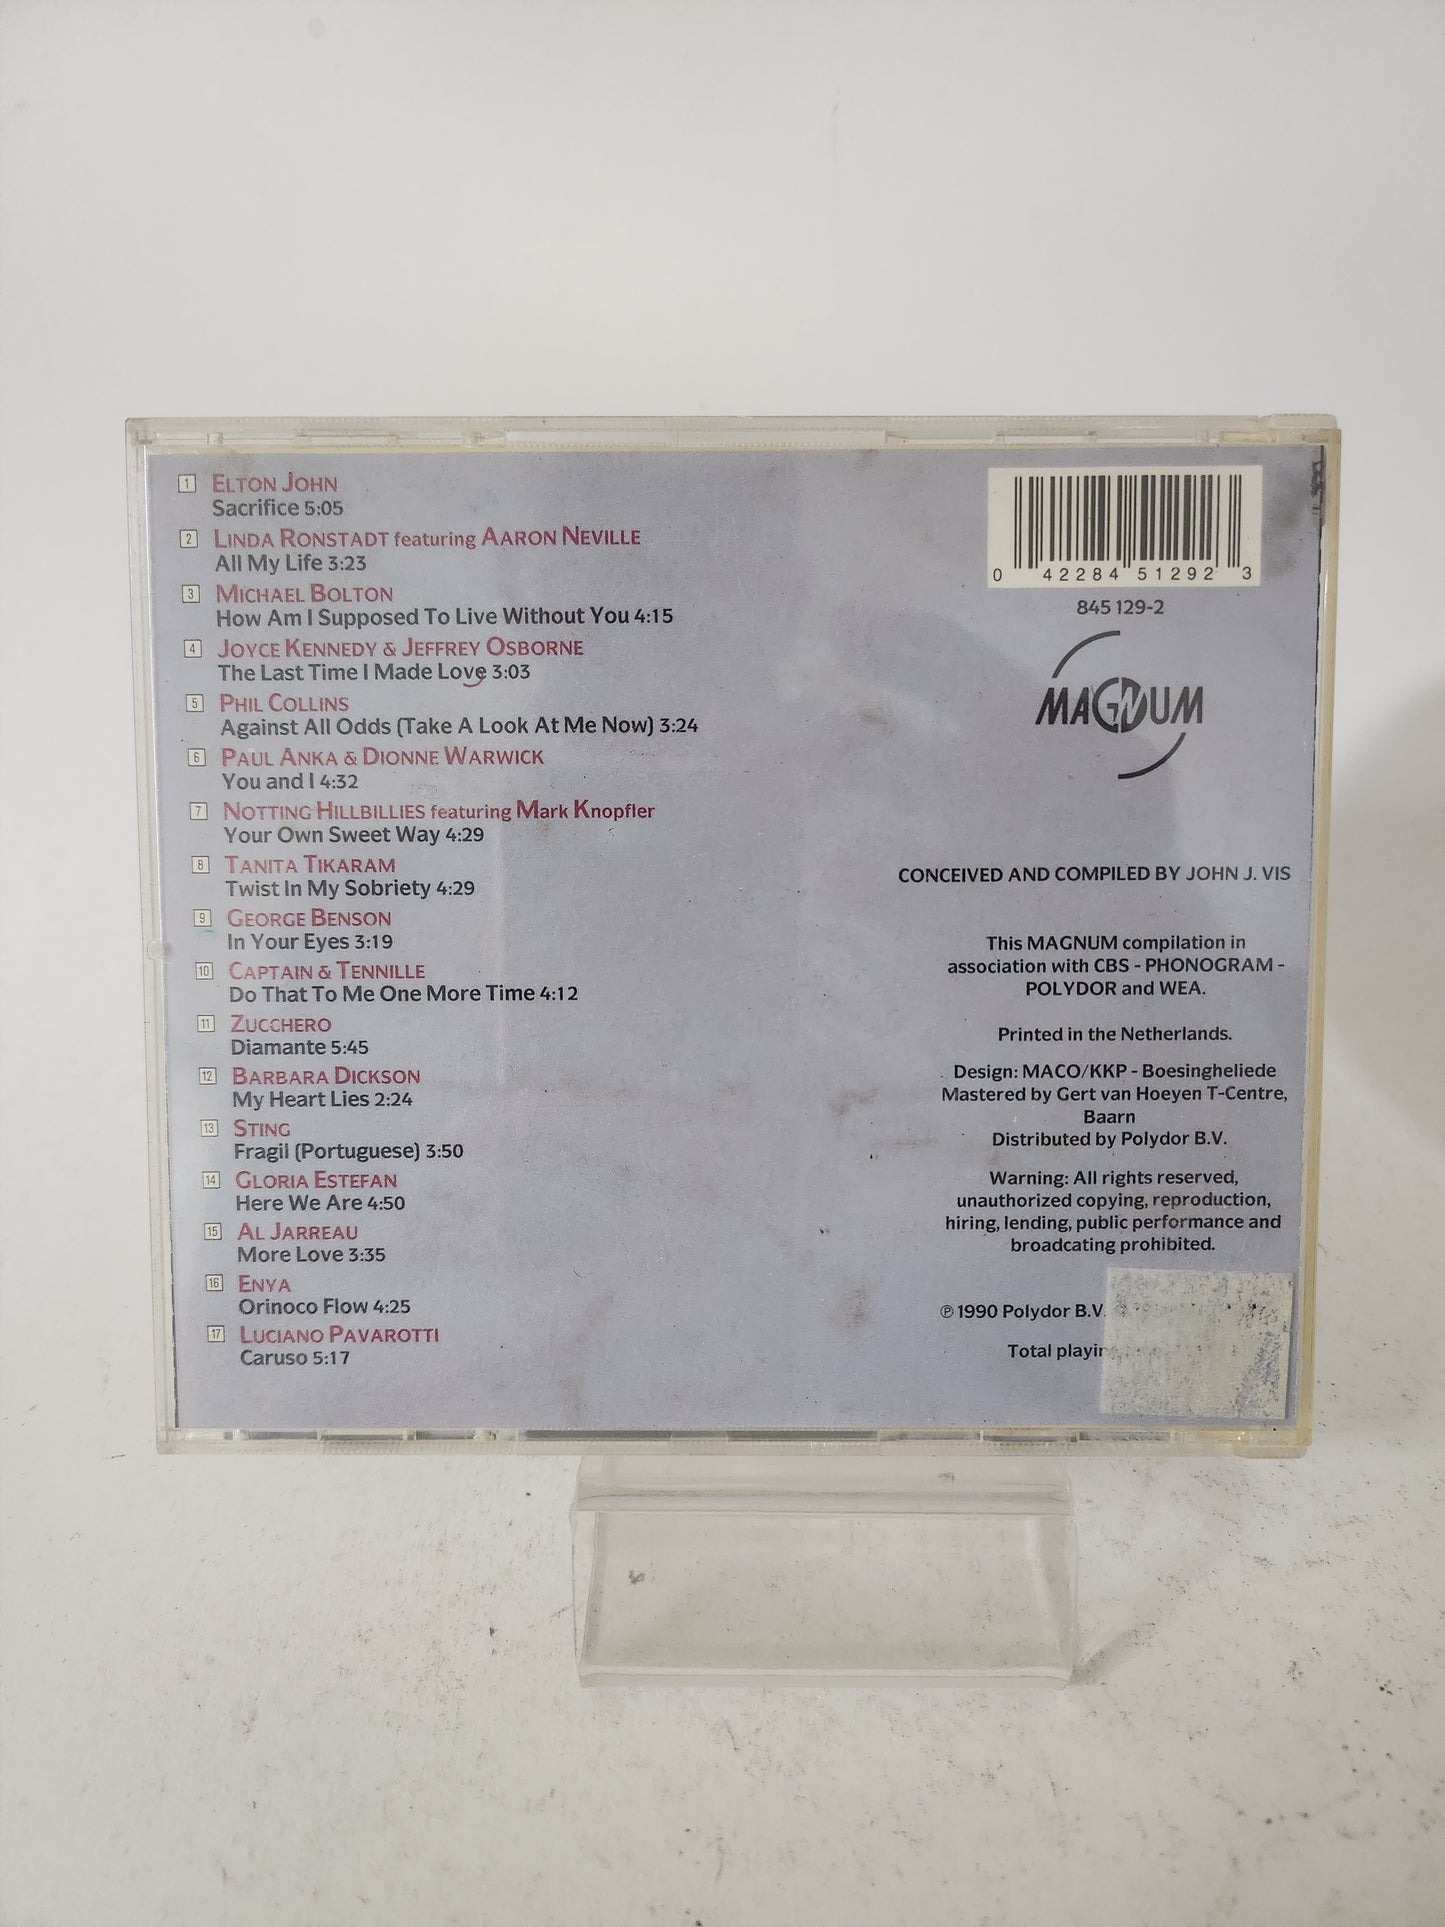 1 ELTON JOHN
Sacrifice 5:05
2 LINDA RONSTADT featuring AARON NEVILLE
All My Life 3:23
3 MICHAEL BOLTON
How Am I Supposed To Live Without You 4:15
4 JOYCE KENNEDY & JEFFREY OSBORNE
The Last Time I Made Love 3:03
5 PHIL COLLINS
Against All Odds (Take A Look At Me Now) 3:24
6 PAUL ANKA & DIONNE WARWICK
You and I 4:32
7 NOTTING HILLBILLIES featuring Mark Knopfler
Your Own Sweet Way 4:29
8 TANITA TIKARAM
Twist In My Sobriety 4:29
9 GEORGE BENSON
In Your Eyes 3:19
10 CAPTAIN & TENNILLE
Do That To Me One More Time 4:12
11 ZUCCHERO
Diamante 5:45
12 BARBARA DICKSON
My Heart Lies 2:24
13 STING
Fragil (Portuguese) 3:50
14 GLORIA ESTEFAN
Here We Are 4:50
15 AL JARREAU
More Love 3:35
16 ENYA
Orinoco Flow 4:25
17 LUCIANO PAVAROTTI
Caruso 5:17
0 42284 51292 3
845 129-2
MAGNUM
CONCEIVED AND COMPILED BY JOHN J. VIS
This MAGNUM compilation in
association with CBS - PHONOGRAM -
POLYDOR and WEA.
Printed in the Netherlands.
Design: MACO/KKP - Boesingheliede
Mastered by Gert van Hoeyen T-Centre,
Baarn
Distributed by Polydor B.V.
Warning: All rights reserved,
unauthorized copying, reproduction,
hiring, lending, public performance and
broadcating prohibited.
℗ 1990 Polydor B.V.
Total